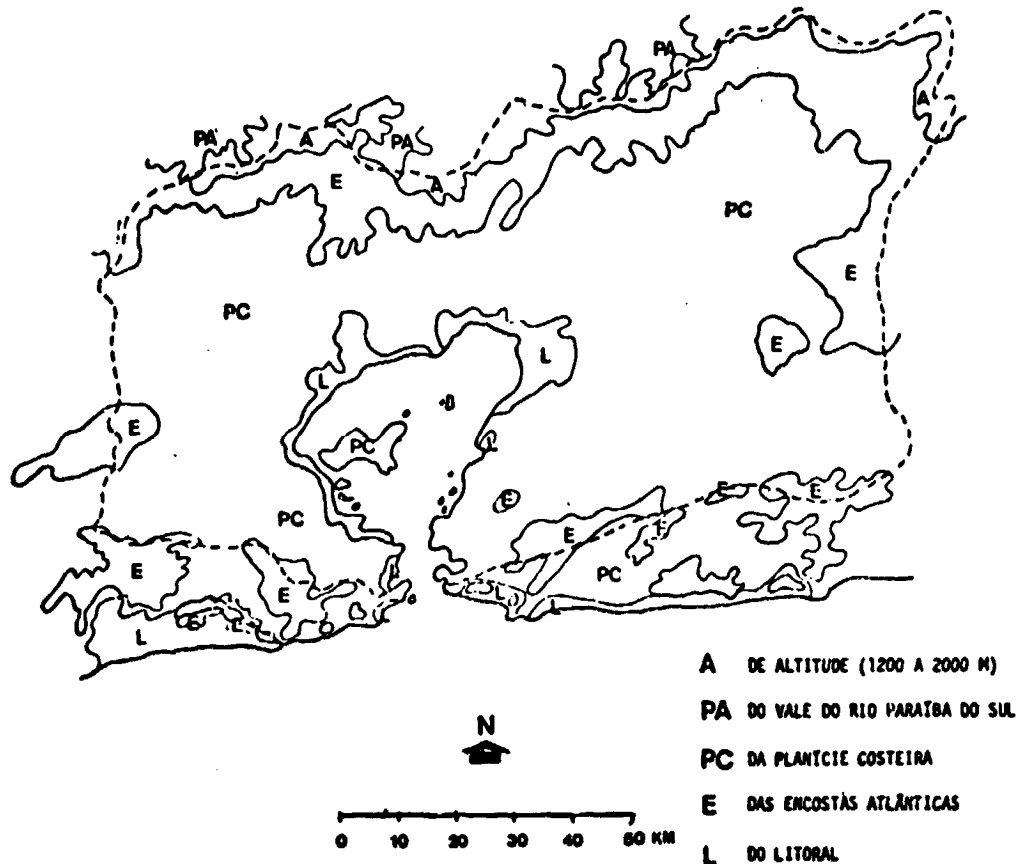 PA
PA
A
PA
A
A
E
PC
E
PC
L
E
L
E
PC
L
E
E
E
PC
E
E
E
PC
E
L
L
N
0 10 20 30 40 50 KM
A DE ALTITUDE (1200 A 2000 M)
PA DO VALE DO RIO PARAÍBA DO SUL
PC DA PLANÍCIE COSTEIRA
E DAS ENCOSTÀS ATLÂNTICAS
L DO LITORAL